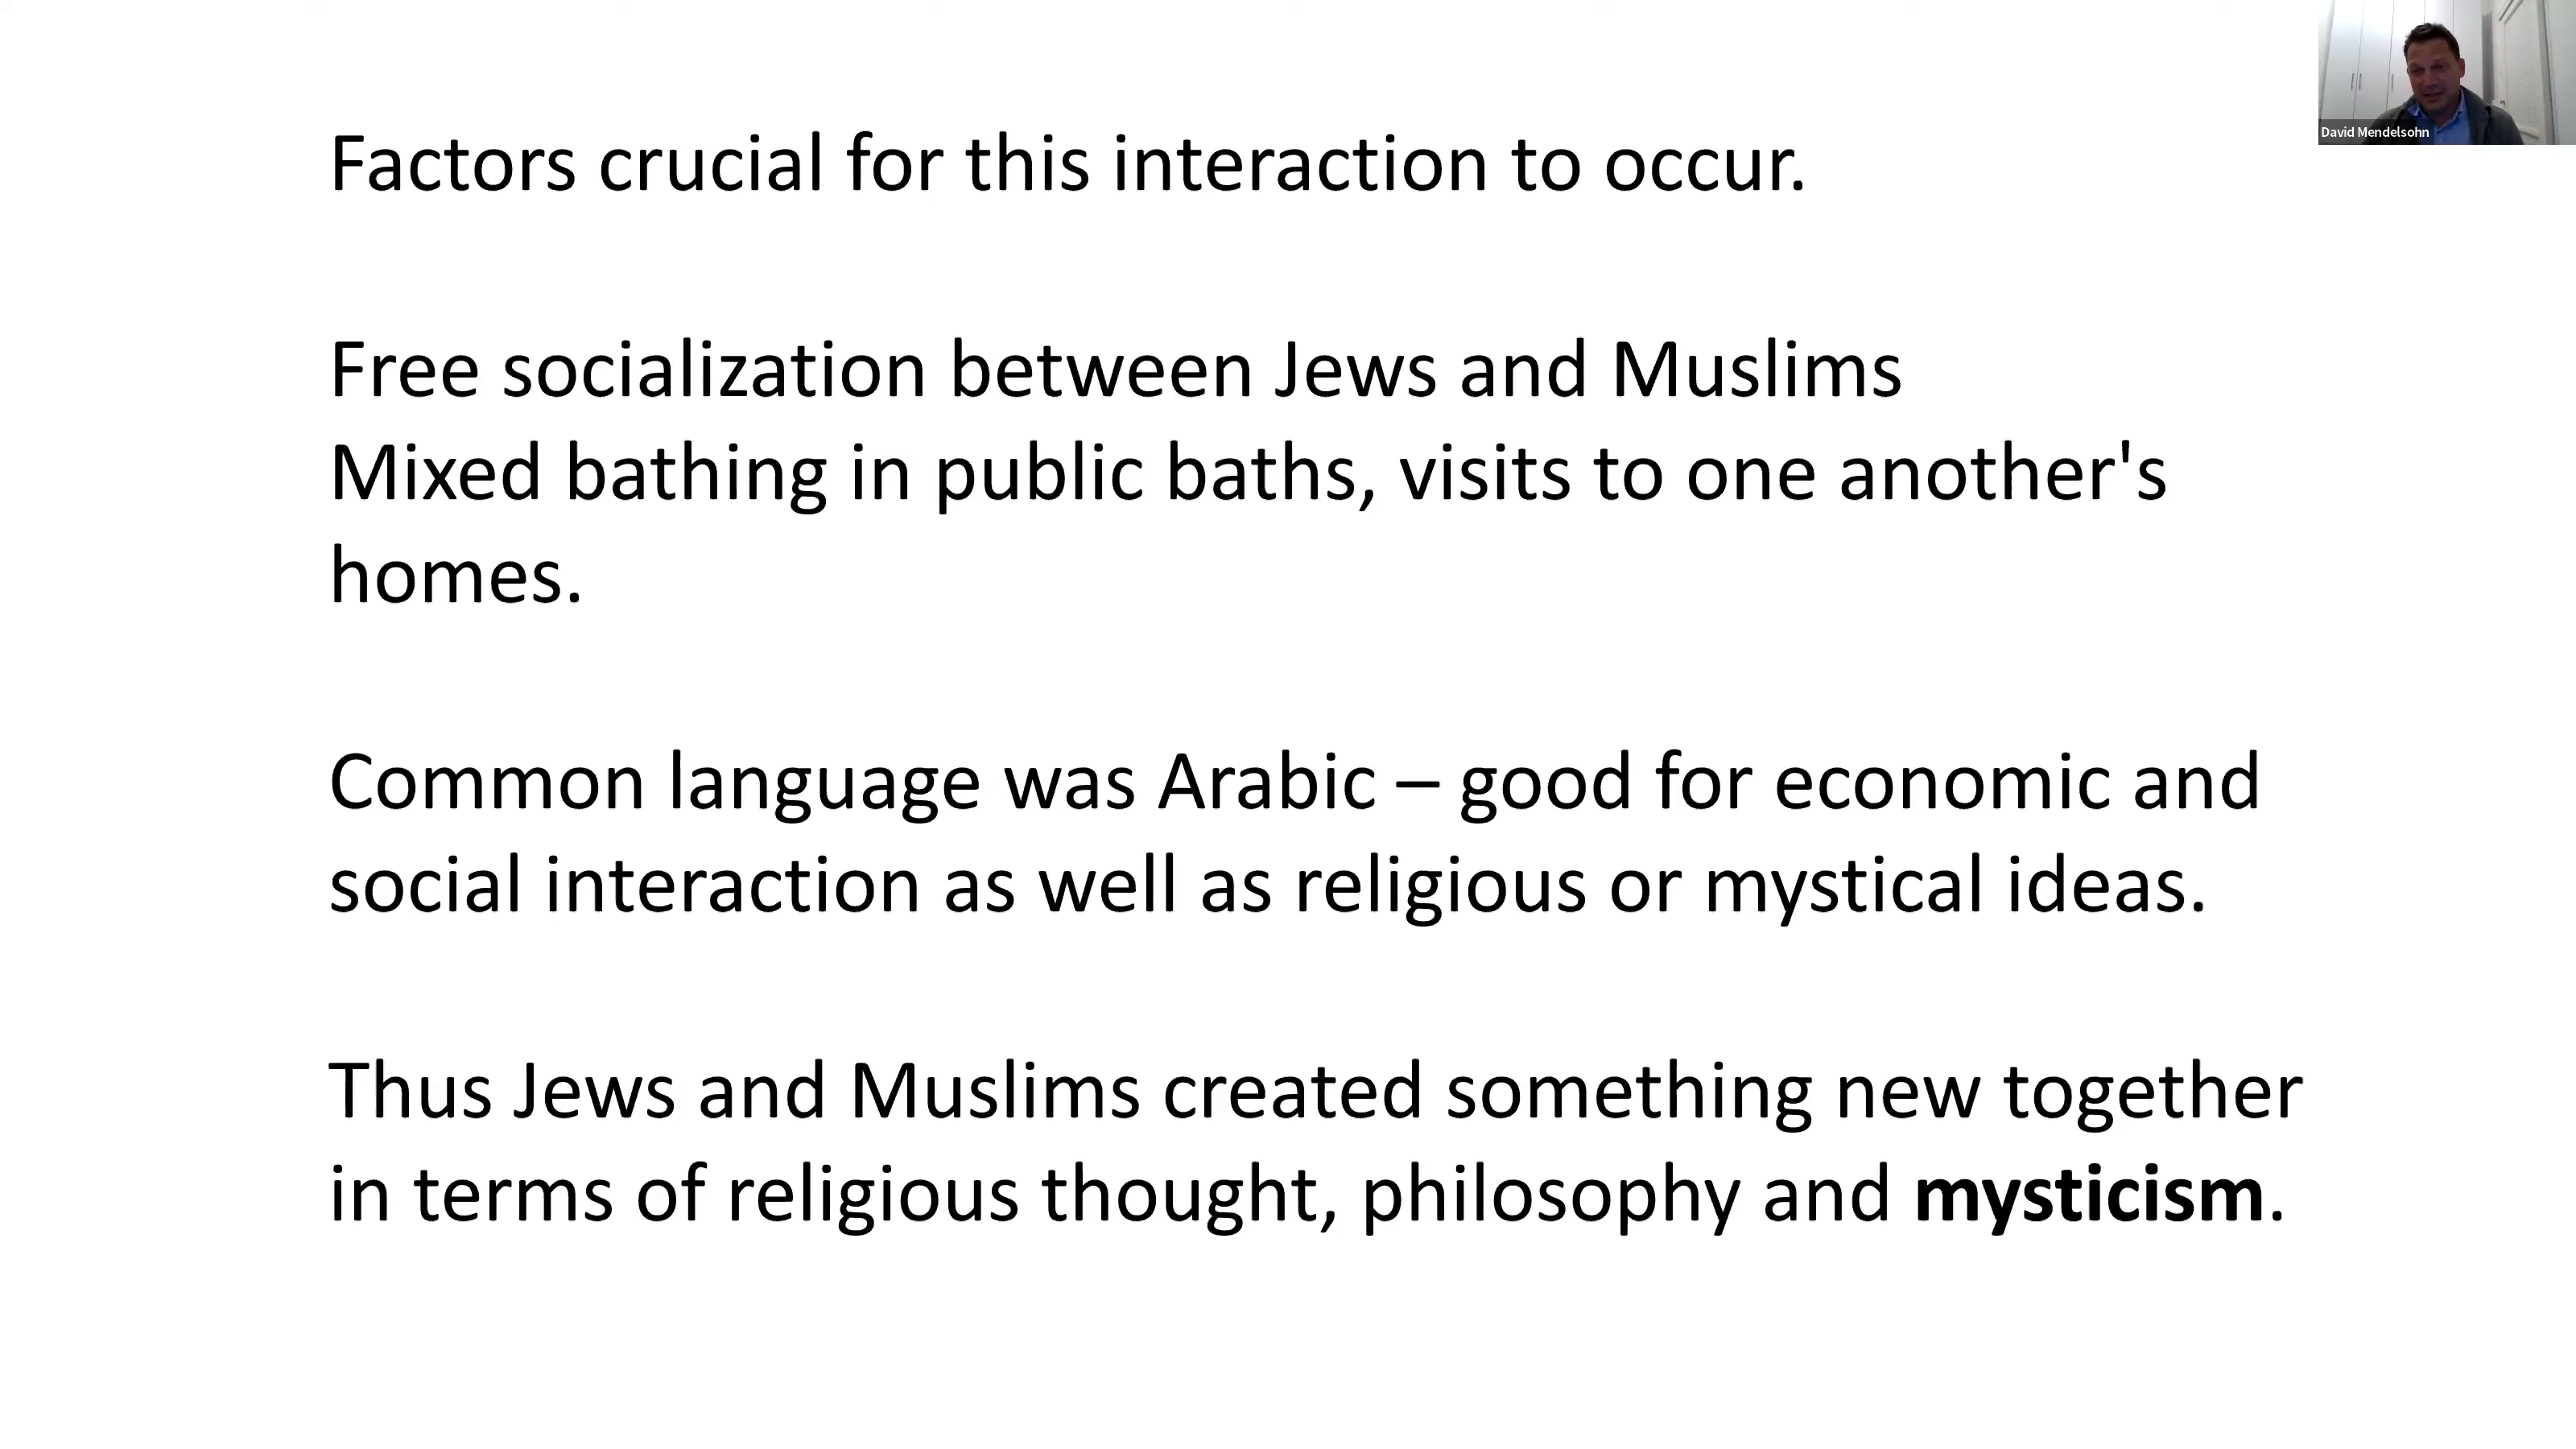 David Mendelsohn
Factors crucial for this interaction to occur.
Free socialization between Jews and Muslims
Mixed bathing in public baths, visits to one another's
homes.
Common language was Arabic – good for economic and
social interaction as well as religious or mystical ideas.
Thus Jews and Muslims created something new together
in terms of religious thought, philosophy and mysticism.